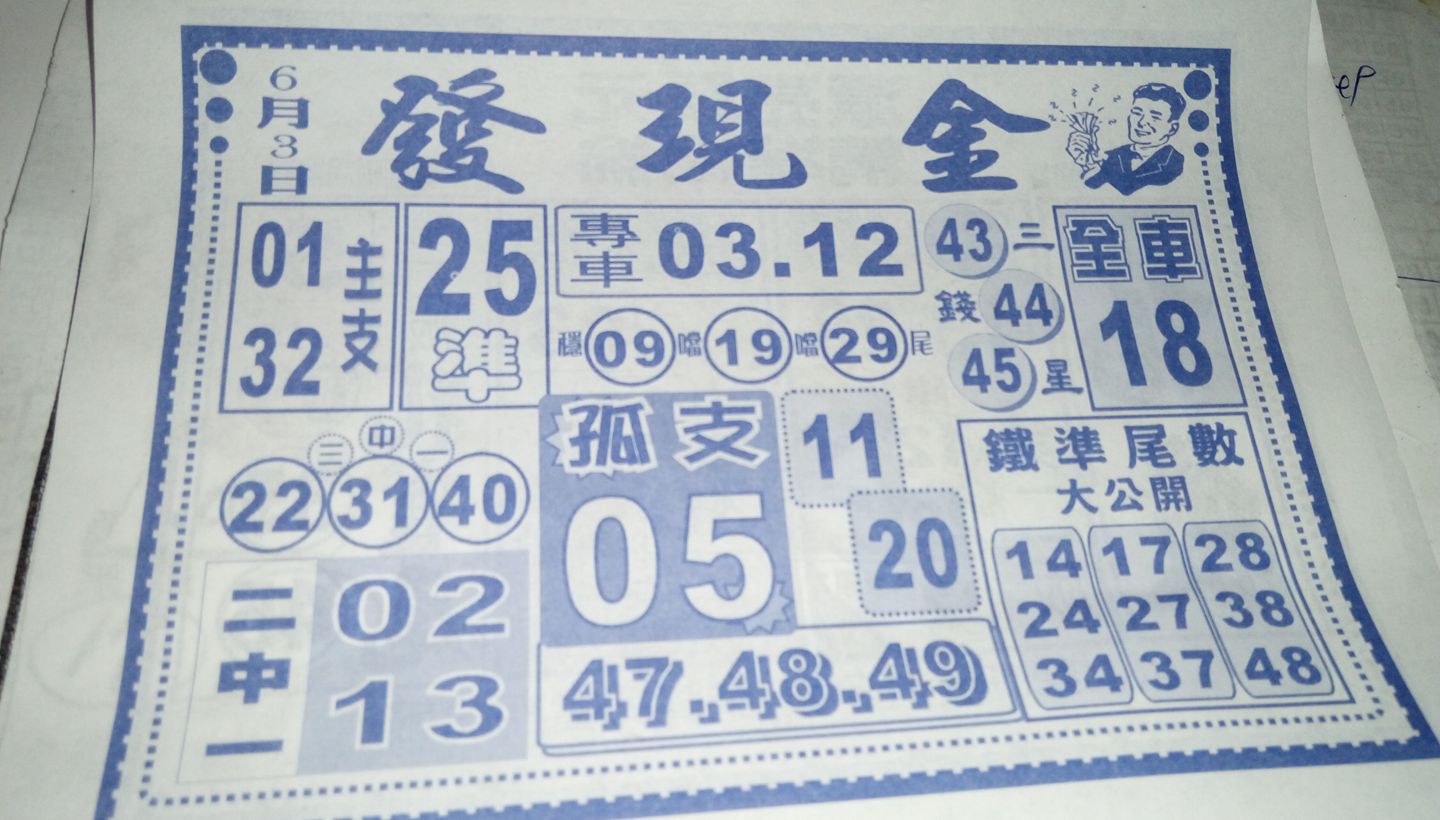 6月3日
發現金
01
32
主支
25
準
專車 03.12
穩 09 噹 19 噹 29 尾
43 三
錢 44
45 星
全車
18
三中一
22 31 40
孤支
05
11
20
鐵準尾數
大公開
14 17 28
24 27 38
34 37 48
二中一
02
13
47.48.49